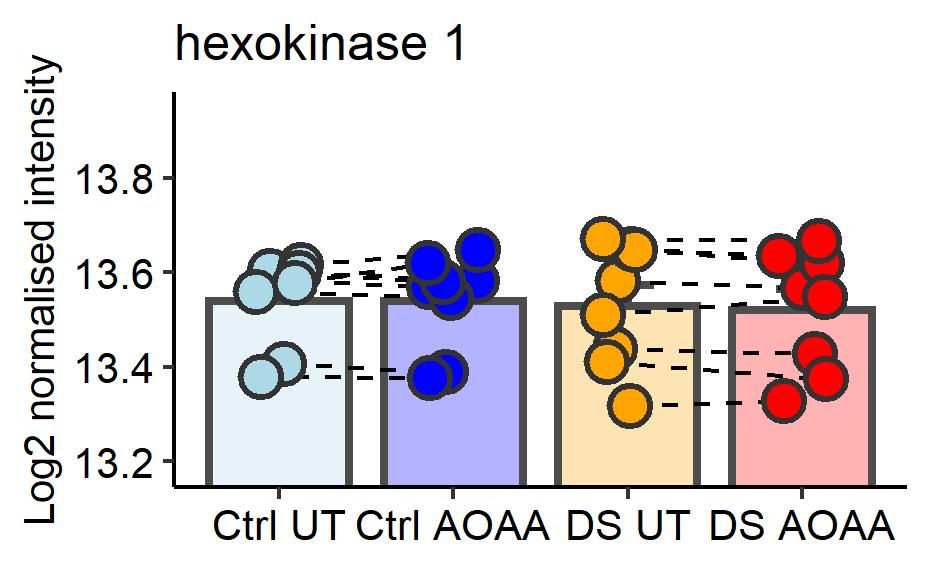 hexokinase 1
Log2 normalised intensity
13.8
13.6
13.4
13.2
Ctrl UT Ctrl AOAA DS UT DS AOAA